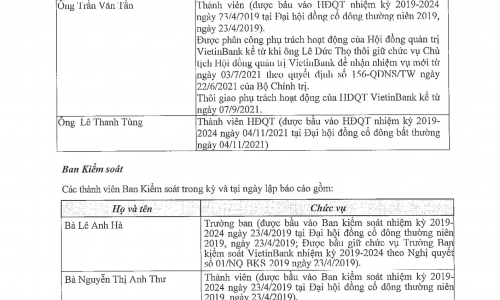 Ông Trần Văn Tần
Thành viên (được bầu vào HĐQT nhiệm kỳ 2019-2024
ngày 23/4/2019 tại Đại hội đồng cổ đông thường niên 2019,
ngày 23/4/2019).
Được phân công phụ trách hoạt động của Hội đồng quản trị
VietinBank kể từ khi ông Lê Đức Thọ thôi giữ chức vụ Chủ
tịch Hội đồng quản trị VietinBank để nhận nhiệm vụ mới từ
ngày 03/7/2021 theo quyết định số 156-QDNS/TW ngày
22/6/2021 của Bộ Chính trị.
Thôi giao phụ trách hoạt động của HĐQT VietinBank kể từ
ngày 07/9/2021.
Ông Lê Thanh Tùng
Thành viên HĐQT (được bầu vào HĐQT nhiệm kỳ 2019-
2024 ngày 04/11/2021 tại Đại hội đồng cổ đông bất thường
ngày 04/11/2021)
Ban Kiểm soát
Các thành viên Ban Kiểm soát trong kỳ và tại ngày lập báo cáo gồm:
Họ và tên
Chức vụ
Bà Lê Anh Hà
Trưởng ban (được bầu vào Ban kiểm soát nhiệm kỳ 2019-
2024 ngày 23/4/2019 tại Đại hội đồng cổ đông thường niên
2019, ngày 23/4/2019; Được bầu giữ chức vụ Trưởng Ban
kiểm soát VietinBank nhiệm kỳ 2019-2024 theo Nghị quyết
số 01/NQ-BKS 2019 ngày 23/4/2019).
Bà Nguyễn Thị Anh Thư
Thành viên (được bầu vào Ban kiểm soát nhiệm kỳ 2019-
2024 ngày 23/4/2019 tại Đại hội đồng cổ đông thường niên